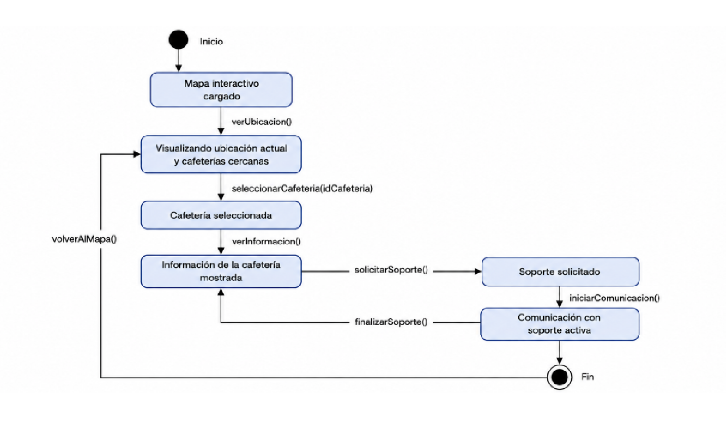 Inicio
Mapa interactivo
cargado
verUbicacion()
Visualizando ubicación actual
y cafeterías cercanas
seleccionarCafeteria(idCafeteria)
Cafetería seleccionada
volverAlMapa()
verInformacion()
Información de la cafetería
mostrada
solicitarSoporte()
Soporte solicitado
iniciarComunicacion()
finalizarSoporte()
Comunicación con
soporte activa
Fin